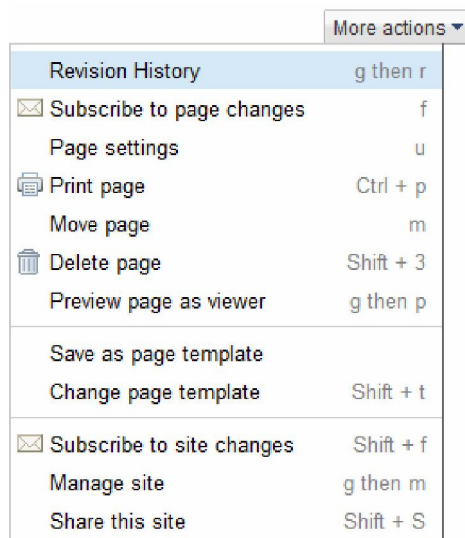 More actions
Revision History g then r
Subscribe to page changes f
Page settings u
Print page Ctrl + p
Move page m
Delete page Shift + 3
Preview page as viewer g then p
Save as page template
Change page template Shift + t
Subscribe to site changes Shift + f
Manage site g then m
Share this site Shift + S